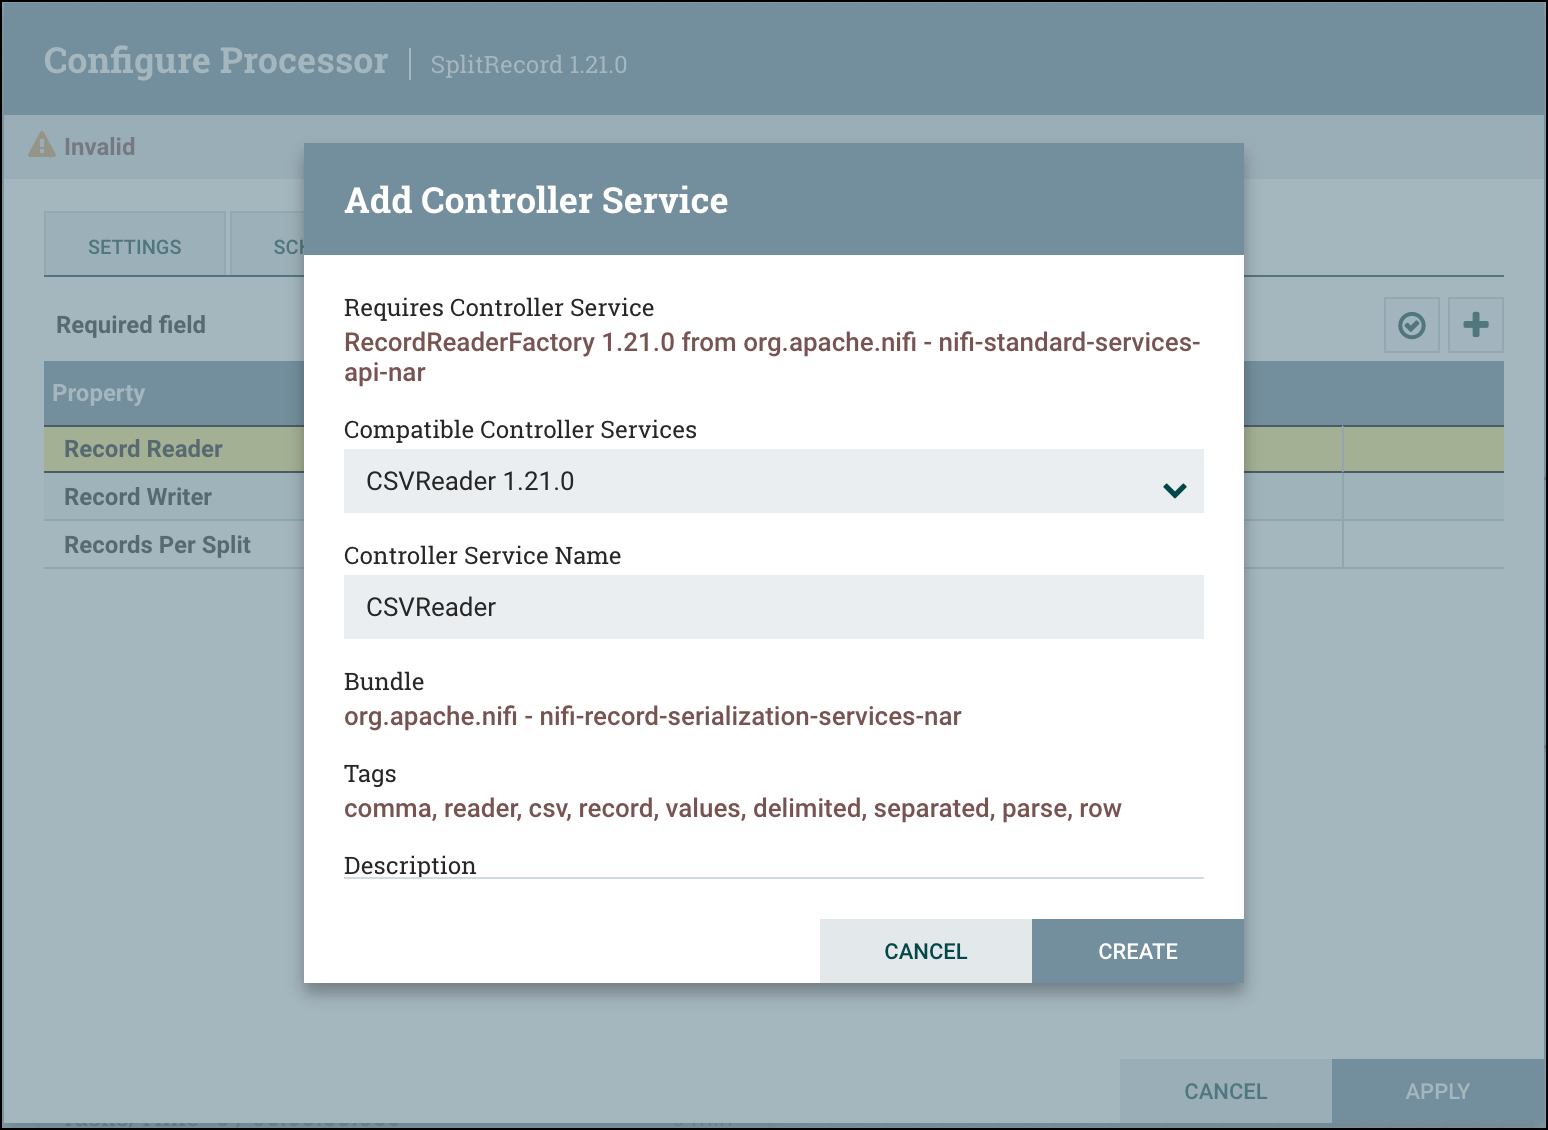 Configure Processor | SplitRecord 1.21.0
Invalid
Add Controller Service
SETTINGS
SCH
Required field
Property
Record Reader
Record Writer
Records Per Split
Requires Controller Service
RecordReaderFactory 1.21.0 from org.apache.nifi - nifi-standard-services-
api-nar
Compatible Controller Services
CSVReader 1.21.0
Controller Service Name
CSVReader
Bundle
org.apache.nifi - nifi-record-serialization-services-nar
Tags
comma, reader, csv, record, values, delimited, separated, parse, row
Description
CANCEL
CREATE
CANCEL
APPLY